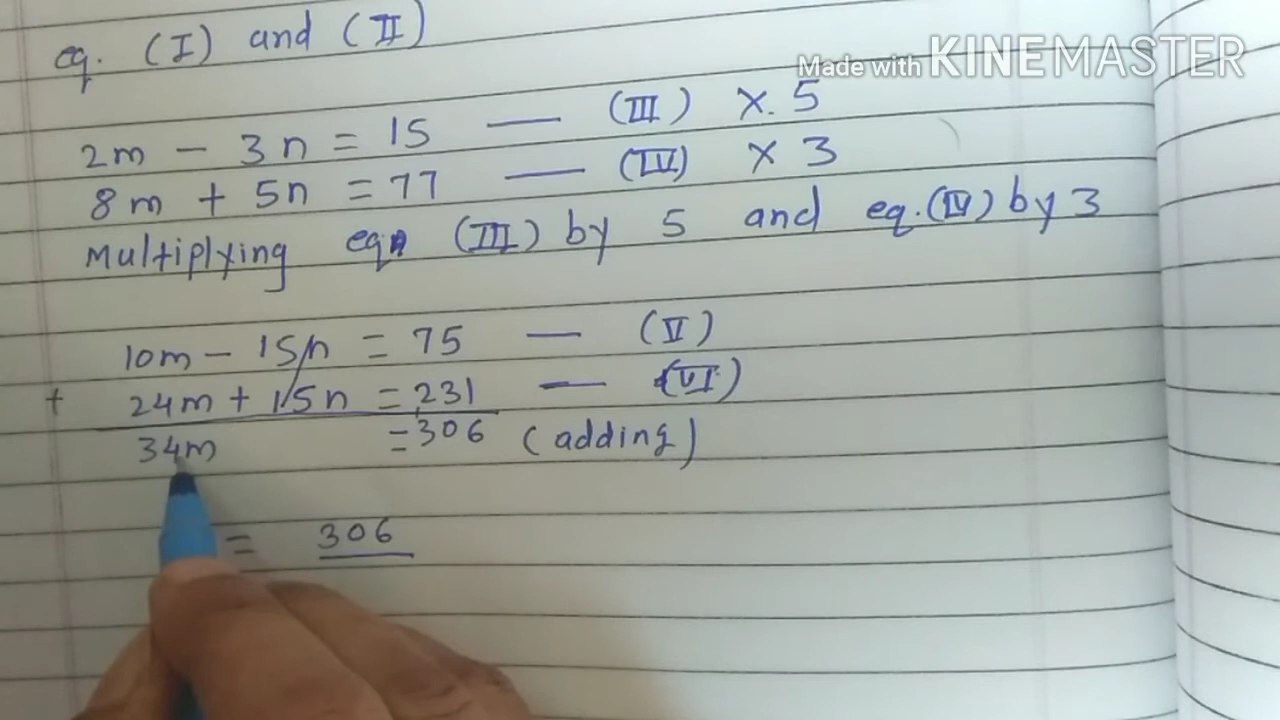 eq. (I) and (II)
Made with KINEMASTER
2m - 3n = 15 — (III) x. 5
8m + 5n = 77 — (IV) x 3
Multiplying eqn (III) by 5 and eq.(IV) by 3
10m - 15n = 75 — (V)
+ 24m + 15n = 231 — (VI)
34m = 306 (adding)
= 306